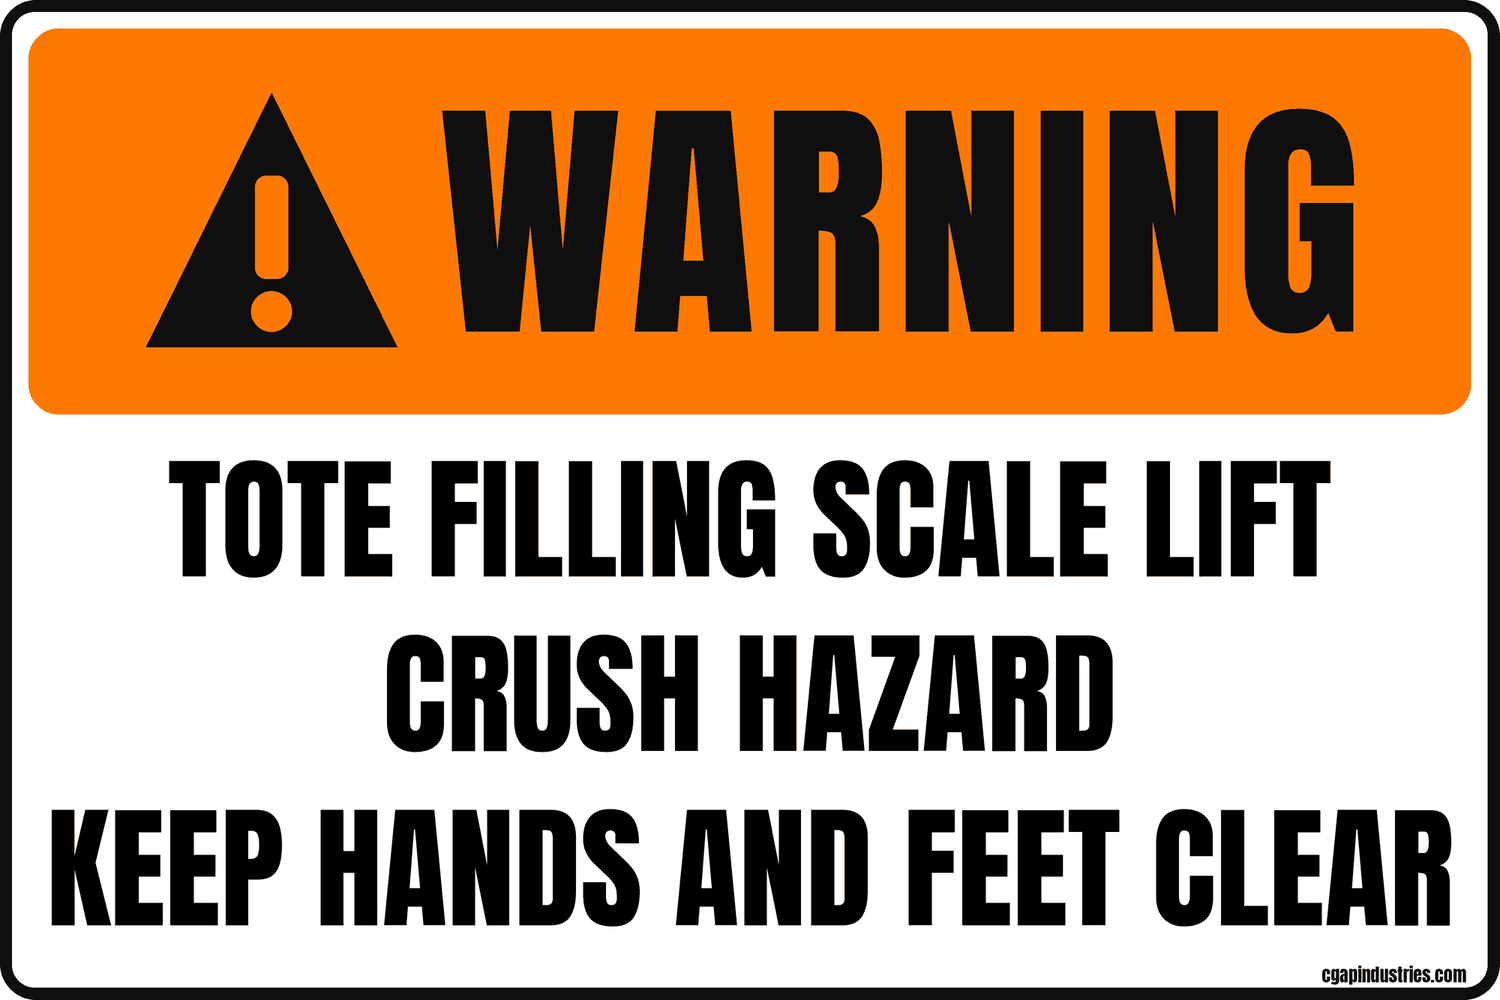 WARNING
TOTE FILLING SCALE LIFT
CRUSH HAZARD
KEEP HANDS AND FEET CLEAR
cgapindustries.com